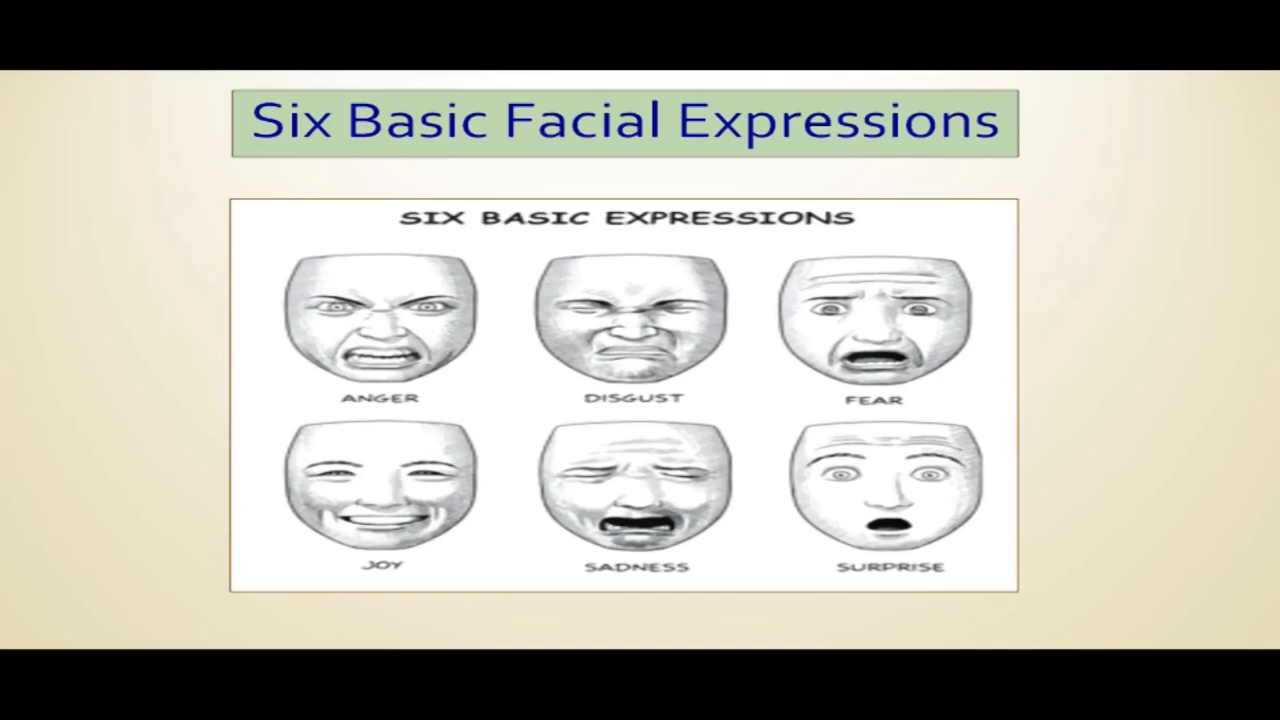 Six Basic Facial Expressions
SIX BASIC EXPRESSIONS
ANGER
DISGUST
FEAR
JOY
SADNESS
SURPRISE